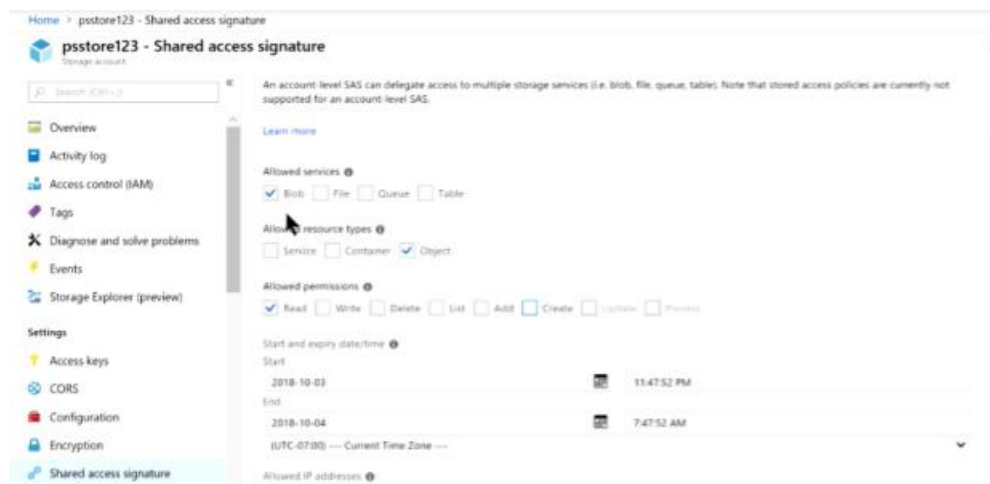 Home > psstore123 - Shared access signature
psstore123 - Shared access signature
Storage account
Search (Ctrl+/)
«
Overview
Activity log
Access control (IAM)
Tags
Diagnose and solve problems
Events
Storage Explorer (preview)
Settings
Access keys
CORS
Configuration
Encryption
Shared access signature
An account-level SAS can delegate access to multiple storage services (i.e. blob, file, queue, table). Note that stored access policies are currently not
supported for an account-level SAS.
Learn more
Allowed services
Blob File Queue Table
Allowed resource types
Service Container Object
Allowed permissions
Read Write Delete List Add Create Update Process
Start and expiry date/time
Start
2018-10-03 11:47:52 PM
End
2018-10-04 7:47:52 AM
(UTC-07:00) --- Current Time Zone ---
Allowed IP addresses